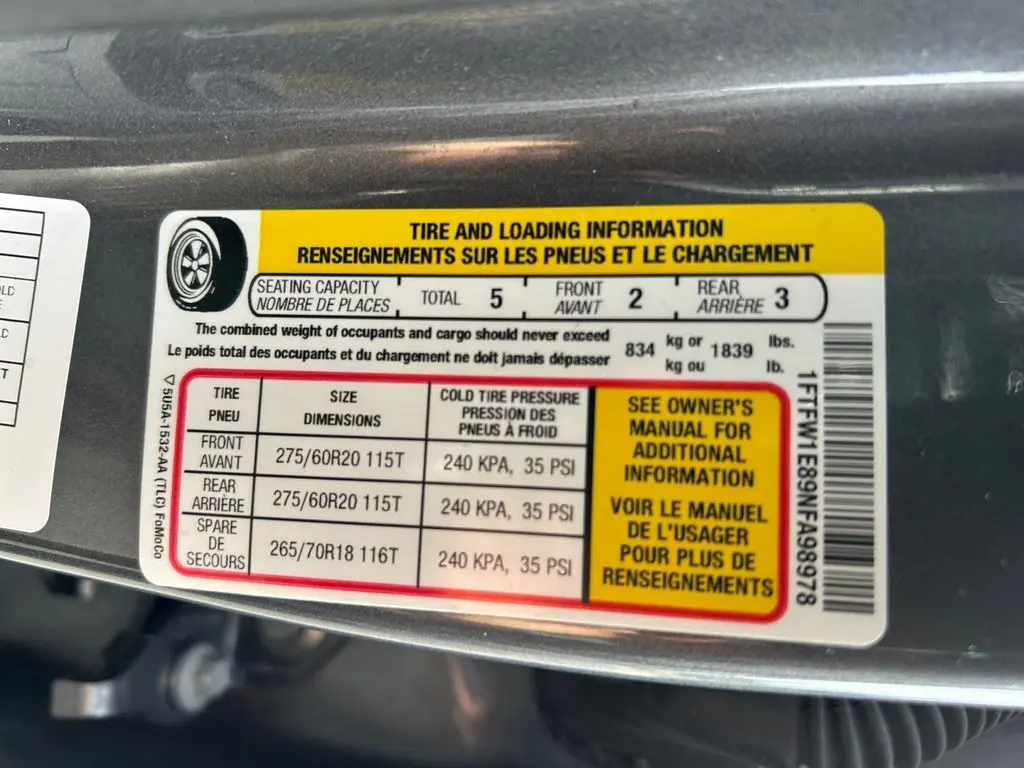 TIRE AND LOADING INFORMATION
RENSEIGNEMENTS SUR LES PNEUS ET LE CHARGEMENT
SEATING CAPACITY
NOMBRE DE PLACES
TOTAL 5
FRONT
AVANT
2
REAR
ARRIÈRE
3
The combined weight of occupants and cargo should never exceed
Le poids total des occupants et du chargement ne doit jamais dépasser
834
kg or
kg ou
1839
lbs.
lb.
TIRE
PNEU
SIZE
DIMENSIONS
COLD TIRE PRESSURE
PRESSION DES
PNEUS À FROID
FRONT
AVANT
275/60R20 115T
240 KPA, 35 PSI
REAR
ARRIÈRE
275/60R20 115T
240 KPA, 35 PSI
SPARE
DE
SECOURS
265/70R18 116T
240 KPA, 35 PSI
SEE OWNER'S
MANUAL FOR
ADDITIONAL
INFORMATION
VOIR LE MANUEL
DE L'USAGER
POUR PLUS DE
RENSEIGNEMENTS
1FTFW1E89NFA98978
▽5U5A-1532-AA (TLC) FoMoCo